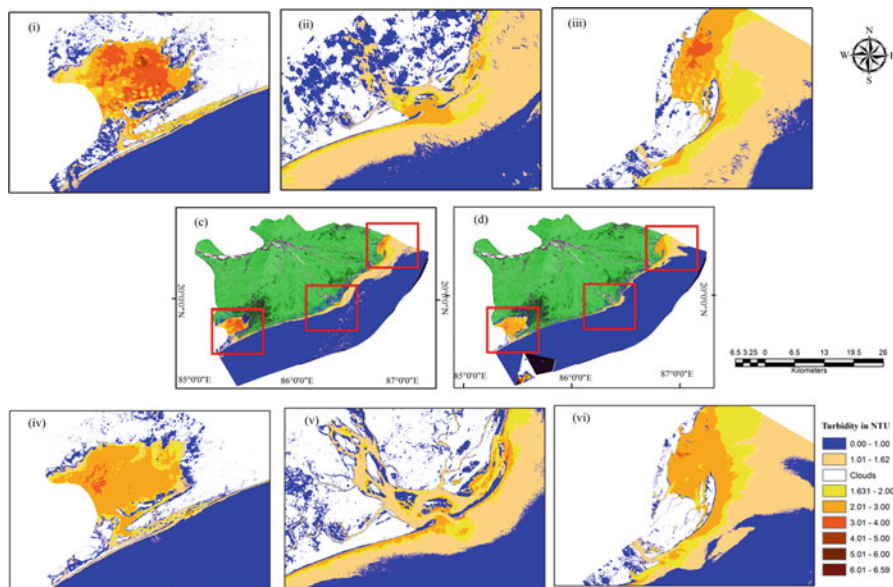 (i)
(ii)
(iii)
N
W
E
S
(c)
(d)
20°0'0"N
20°0'0"N
20°0'0"N
85°0'0"E
86°0'0"E
87°0'0"E
85°0'0"E
86°0'0"E
87°0'0"E
6.5 3.25 0 6.5 13 19.5 26
Kilometers
(iv)
(v)
(vi)
Turbidity in NTU
0.00 - 1.00
1.01 - 1.62
Clouds
1.631 - 2.00
2.01 - 3.00
3.01 - 4.00
4.01 - 5.00
5.01 - 6.00
6.01 - 6.59